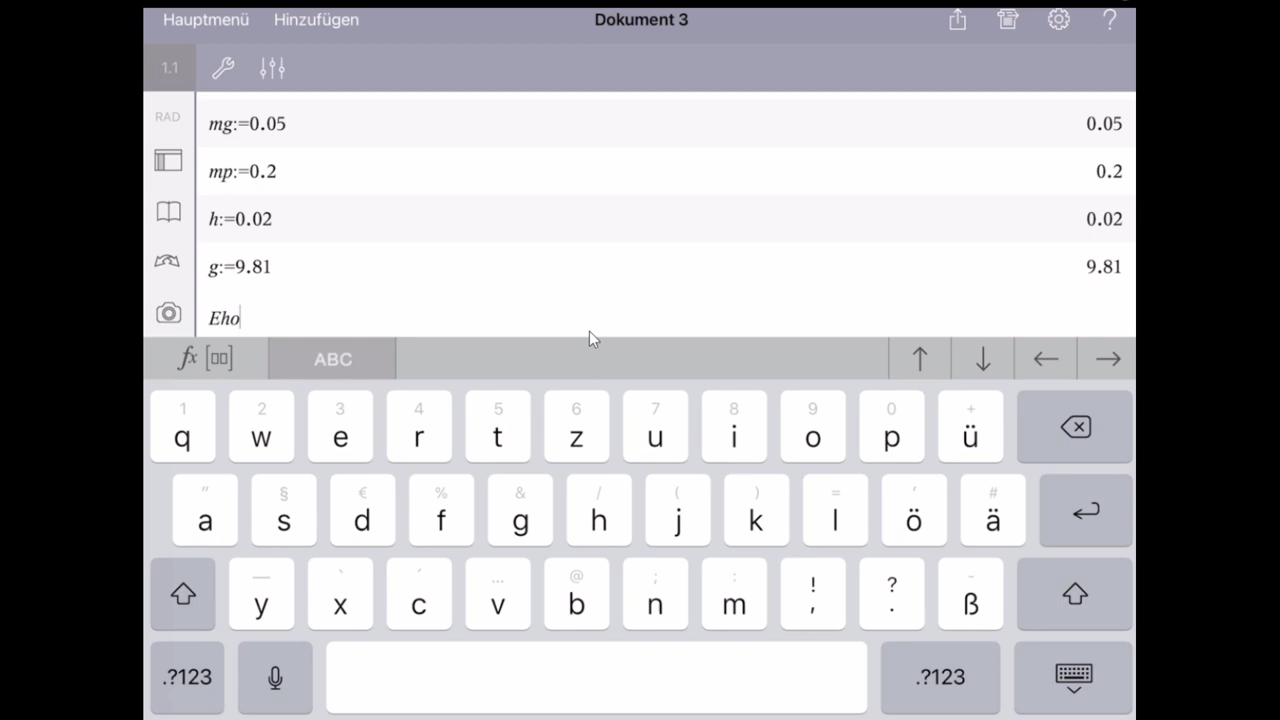 Hauptmenü Hinzufügen Dokument 3 ?
1.1
RAD
mg:=0.05 0.05
mp:=0.2 0.2
h:=0.02 0.02
g:=9.81 9.81
Eho
fx [▯▯] ABC ↑ ↓ ← →
1 2 3 4 5 6 7 8 9 0 +
q w e r t z u i o p ü
" § € % & / ( ) = ' #
a s d f g h j k l ö ä
— ` ´ ... @ ; : ! ? -
y x c v b n m , . ß
.?123 .?123